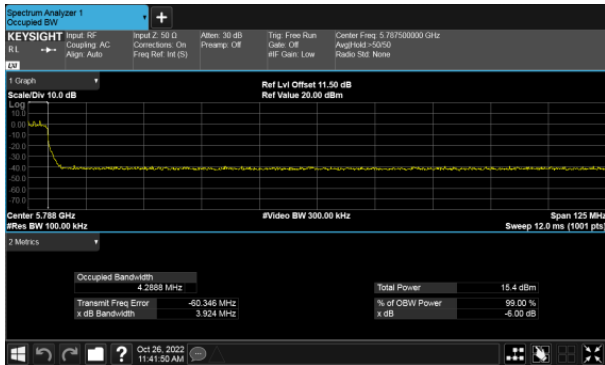 Spectrum Analyzer 1
Occupied BW
KEYSIGHT
RL
Input: RF
Coupling: AC
Align: Auto
Input Z: 50 Ω
Corrections: On
Freq Ref: Int (S)
Atten: 30 dB
Preamp: Off
Trig: Free Run
Gate: Off
#IF Gain: Low
Center Freq: 5.787500000 GHz
Avg|Hold:>50/50
Radio Std: None
LXI
1 Graph
Scale/Div 10.0 dB
Ref Lvl Offset 11.50 dB
Ref Value 20.00 dBm
Log
10.0
0.00
-10.0
-20.0
-30.0
-40.0
-50.0
-60.0
-70.0
Center 5.788 GHz
#Res BW 100.00 kHz
#Video BW 300.00 kHz
Span 125 MHz
Sweep 12.0 ms (1001 pts)
2 Metrics
Occupied Bandwidth
4.2888 MHz
Transmit Freq Error -60.346 MHz
x dB Bandwidth 3.924 MHz
Total Power 15.4 dBm
% of OBW Power 99.00 %
x dB -6.00 dB
?
Oct 26, 2022
11:41:50 AM